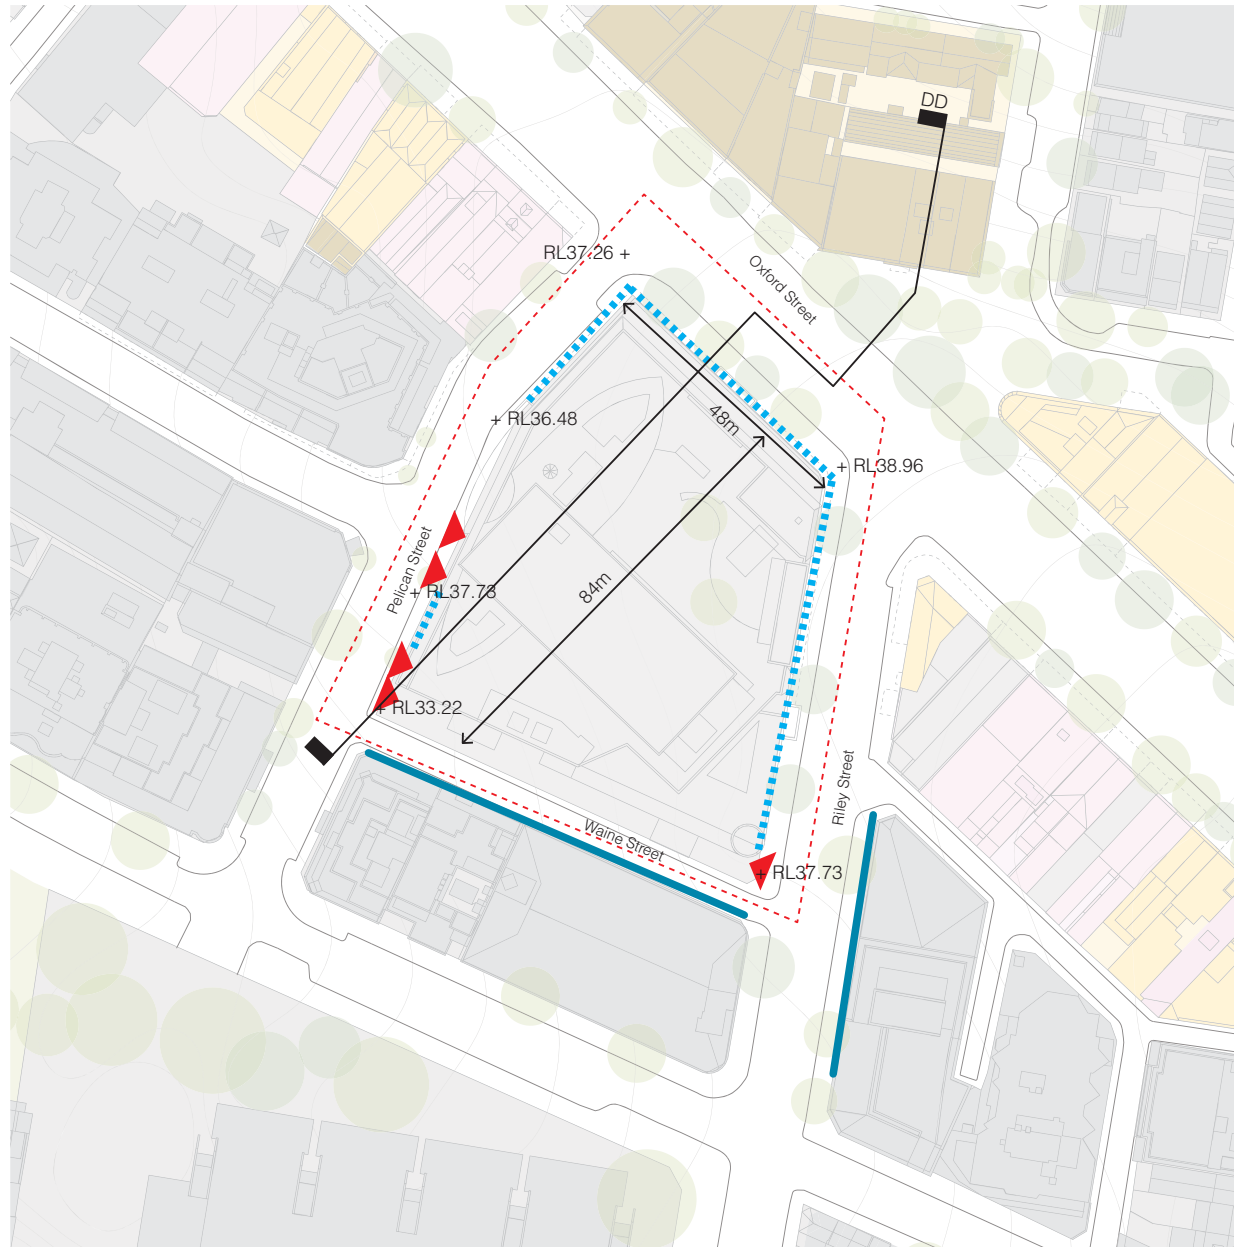 DD
RL37.26 +
Oxford Street
+ RL36.48
48m
+ RL38.96
Pelican Street
+ RL37.73
84m
+ RL33.22
Riley Street
Waine Street
+ RL37.73